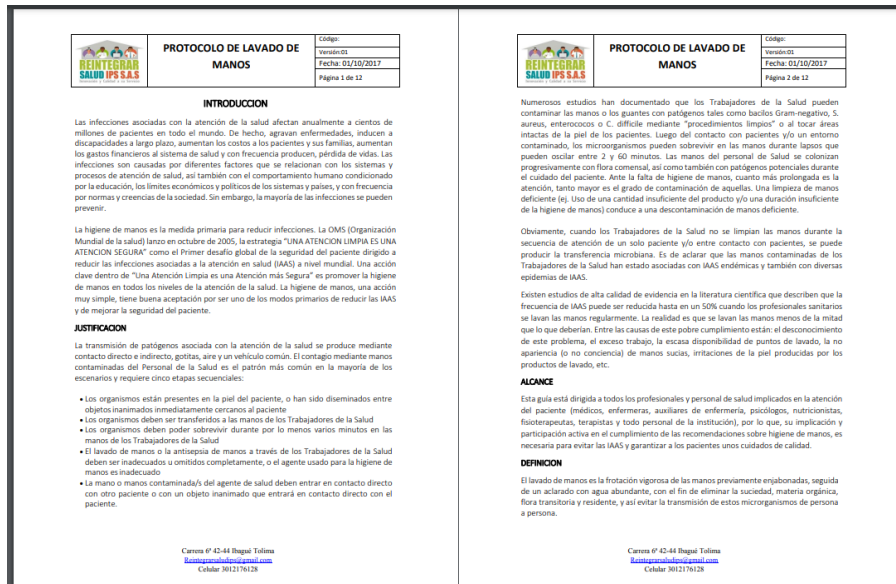 REINTEGRAR
SALUD IPS S.A.S
PROTOCOLO DE LAVADO DE
MANOS
Código:
Versión:01
Fecha: 01/10/2017
Página 1 de 12
INTRODUCCION
Las infecciones asociadas con la atención de la salud afectan anualmente a cientos de
millones de pacientes en todo el mundo. De hecho, agravan enfermedades, inducen a
discapacidades a largo plazo, aumentan los costos a los pacientes y sus familias, aumentan
los gastos financieros al sistema de salud y con frecuencia producen, pérdida de vidas. Las
infecciones son causadas por diferentes factores que se relacionan con los sistemas y
procesos de atención de salud, así también con el comportamiento humano condicionado
por la educación, los límites económicos y políticos de los sistemas y países, y con frecuencia
por normas y creencias de la sociedad. Sin embargo, la mayoría de las infecciones se pueden
prevenir.
La higiene de manos es la medida primaria para reducir infecciones. La OMS (Organización
Mundial de la salud) lanzo en octubre de 2005, la estrategia "UNA ATENCION LIMPIA ES UNA
ATENCION SEGURA" como el Primer desafío global de la seguridad del paciente dirigido a
reducir las infecciones asociadas a la atención en salud (IAAS) a nivel mundial. Una acción
clave dentro de "Una Atención Limpia es una Atención más Segura" es promover la higiene
de manos en todos los niveles de la atención de la salud. La higiene de manos, una acción
muy simple, tiene buena aceptación por ser uno de los modos primarios de reducir las IAAS
y de mejorar la seguridad del paciente.
JUSTIFICACION
La transmisión de patógenos asociada con la atención de la salud se produce mediante
contacto directo e indirecto, gotitas, aire y un vehículo común. El contagio mediante manos
contaminadas del Personal de la Salud es el patrón más común en la mayoría de los
escenarios y requiere cinco etapas secuenciales:
• Los organismos están presentes en la piel del paciente, o han sido diseminados entre
objetos inanimados inmediatamente cercanos al paciente
• Los organismos deben ser transferidos a las manos de los Trabajadores de la Salud
• Los organismos deben poder sobrevivir durante por lo menos varios minutos en las
manos de los Trabajadores de la Salud
• El lavado de manos o la antisepsia de manos a través de los Trabajadores de la Salud
deben ser inadecuados u omitidos completamente, o el agente usado para la higiene de
manos es inadecuado
• La mano o manos contaminada/s del agente de salud deben entrar en contacto directo
con otro paciente o con un objeto inanimado que entrará en contacto directo con el
paciente.
Carrera 6ª 42-44 Ibagué Tolima
Reintegrarsaludips@gmail.com
Celular 3012176128
REINTEGRAR
SALUD IPS S.A.S
PROTOCOLO DE LAVADO DE
MANOS
Código:
Versión:01
Fecha: 01/10/2017
Página 2 de 12
Numerosos estudios han documentado que los Trabajadores de la Salud pueden
contaminar las manos o los guantes con patógenos tales como bacilos Gram-negativo, S.
aureus, enterococos o C. difficile mediante "procedimientos limpios" o al tocar áreas
intactas de la piel de los pacientes. Luego del contacto con pacientes y/o un entorno
contaminado, los microorganismos pueden sobrevivir en las manos durante lapsos que
pueden oscilar entre 2 y 60 minutos. Las manos del personal de Salud se colonizan
progresivamente con flora comensal, así como también con patógenos potenciales durante
el cuidado del paciente. Ante la falta de higiene de manos, cuanto más prolongada es la
atención, tanto mayor es el grado de contaminación de aquellas. Una limpieza de manos
deficiente (ej. Uso de una cantidad insuficiente del producto y/o una duración insuficiente
de la higiene de manos) conduce a una descontaminación de manos deficiente.
Obviamente, cuando los Trabajadores de la Salud no se limpian las manos durante la
secuencia de atención de un solo paciente y/o entre contacto con pacientes, se puede
producir la transferencia microbiana. Es de aclarar que las manos contaminadas de los
Trabajadores de la Salud han estado asociadas con IAAS endémicas y también con diversas
epidemias de IAAS.
Existen estudios de alta calidad de evidencia en la literatura científica que describen que la
frecuencia de IAAS puede ser reducida hasta en un 50% cuando los profesionales sanitarios
se lavan las manos regularmente. La realidad es que se lavan las manos menos de la mitad
que lo que deberían. Entre las causas de este pobre cumplimiento están: el desconocimiento
de este problema, el exceso trabajo, la escasa disponibilidad de puntos de lavado, la no
apariencia (o no conciencia) de manos sucias, irritaciones de la piel producidas por los
productos de lavado, etc.
ALCANCE
Esta guía está dirigida a todos los profesionales y personal de salud implicados en la atención
del paciente (médicos, enfermeras, auxiliares de enfermería, psicólogos, nutricionistas,
fisioterapeutas, terapistas y todo personal de la institución), por lo que, su implicación y
participación activa en el cumplimiento de las recomendaciones sobre higiene de manos, es
necesaria para evitar las IAAS y garantizar a los pacientes unos cuidados de calidad.
DEFINICION
El lavado de manos es la frotación vigorosa de las manos previamente enjabonadas, seguida
de un aclarado con agua abundante, con el fin de eliminar la suciedad, materia orgánica,
flora transitoria y residente, y así evitar la transmisión de estos microorganismos de persona
a persona.
Carrera 6ª 42-44 Ibagué Tolima
Reintegrarsaludips@gmail.com
Celular 3012176128